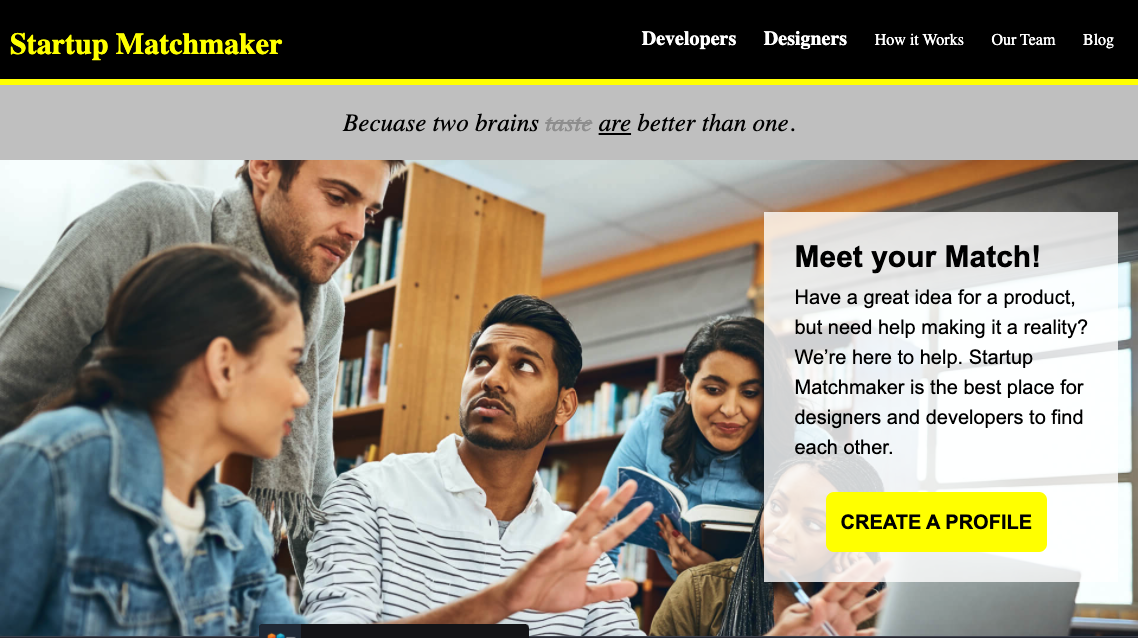 Startup Matchmaker
Developers Designers How it Works Our Team Blog
Becuase two brains taste are better than one.
Meet your Match!
Have a great idea for a product,
but need help making it a reality?
We’re here to help. Startup
Matchmaker is the best place for
designers and developers to find
each other.
CREATE A PROFILE